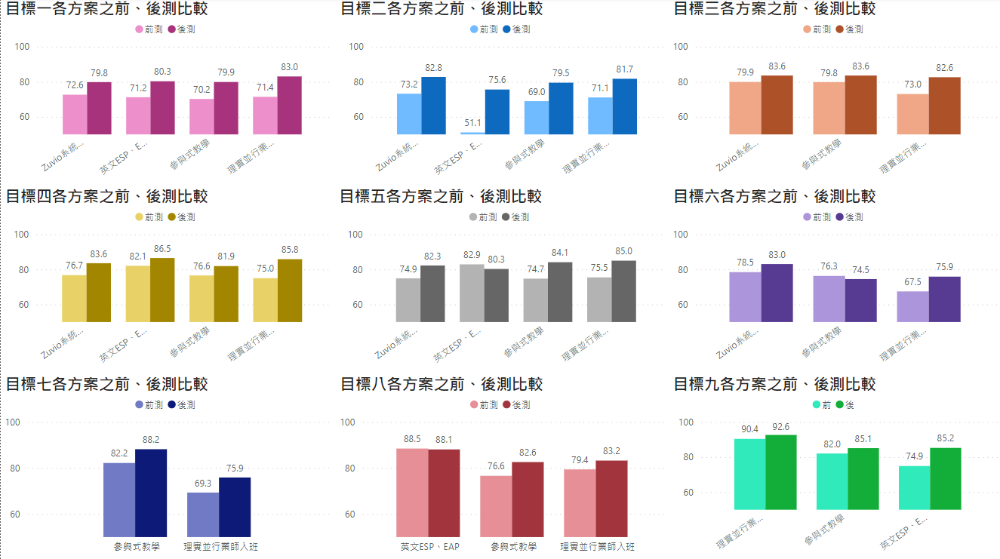 目標一各方案之前、後測比較
前測 後測
100
80
60
72.6 79.8 71.2 80.3 70.2 79.9 71.4 83.0
Zuvio系統... 英文ESP、E... 參與式教學 理實並行業...
目標二各方案之前、後測比較
前測 後測
100
80
60
73.2 82.8 51.1 75.6 69.0 79.5 71.1 81.7
Zuvio系統... 英文ESP、E... 參與式教學 理實並行業...
目標三各方案之前、後測比較
前測 後測
100
80
60
79.9 83.6 79.8 83.6 73.0 82.6
Zuvio系統... 參與式教學 理實並行業...
目標四各方案之前、後測比較
前測 後測
100
80
60
76.7 83.6 82.1 86.5 76.6 81.9 75.0 85.8
Zuvio系統... 英文ESP、E... 參與式教學 理實並行業...
目標五各方案之前、後測比較
前測 後測
100
80
60
74.9 82.3 82.9 80.3 74.7 84.1 75.5 85.0
Zuvio系統... 英文ESP、E... 參與式教學 理實並行業...
目標六各方案之前、後測比較
前測 後測
100
80
60
78.5 83.0 76.3 74.5 67.5 75.9
Zuvio系統... 參與式教學 理實並行業...
目標七各方案之前、後測比較
前測 後測
100
80
60
82.2 88.2 69.3 75.9
參與式教學 理實並行業師入班
目標八各方案之前、後測比較
前測 後測
100
80
60
88.5 88.1 76.6 82.6 79.4 83.2
英文ESP、EAP 參與式教學 理實並行業師入班
目標九各方案之前、後測比較
前 後
100
80
60
90.4 92.6 82.0 85.1 74.9 85.2
理實並行業... 參與式教學 英文ESP、E...